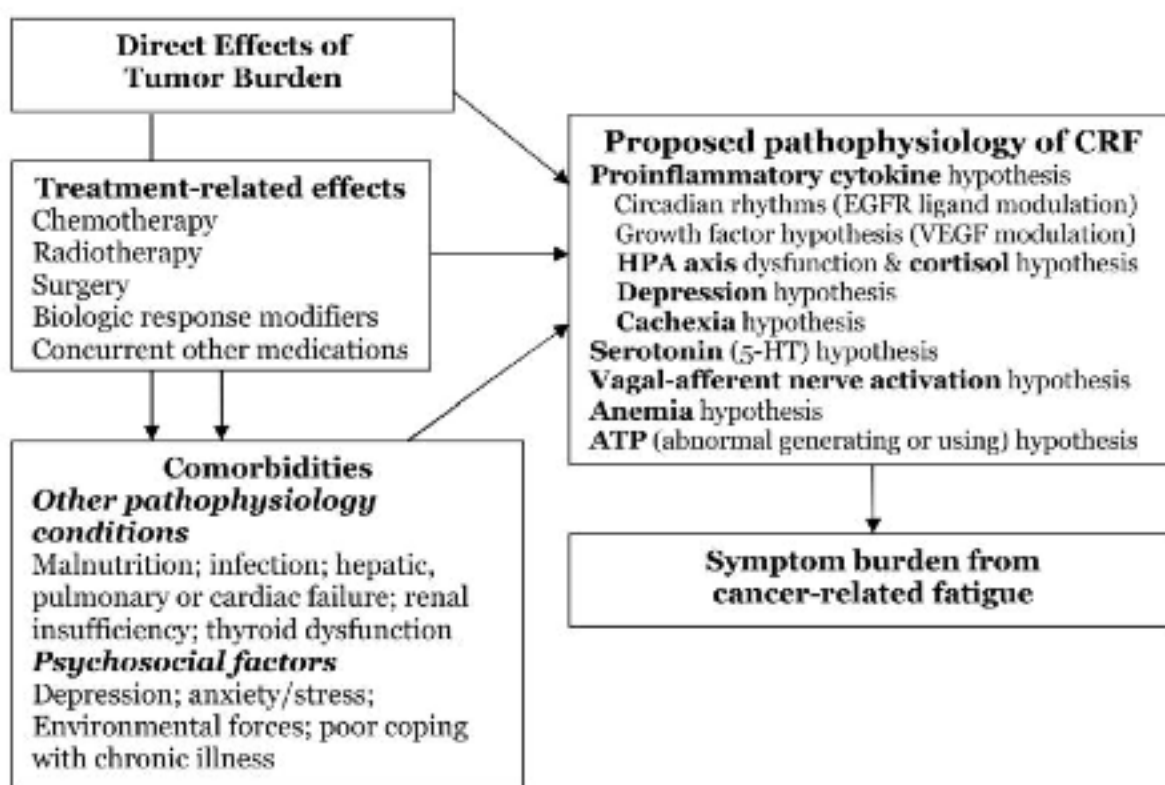 Direct Effects of
Tumor Burden
Treatment-related effects
Chemotherapy
Radiotherapy
Surgery
Biologic response modifiers
Concurrent other medications
Comorbidities
Other pathophysiology
conditions
Malnutrition; infection; hepatic,
pulmonary or cardiac failure; renal
insufficiency; thyroid dysfunction
Psychosocial factors
Depression; anxiety/stress;
Environmental forces; poor coping
with chronic illness
Proposed pathophysiology of CRF
Proinflammatory cytokine hypothesis
Circadian rhythms (EGFR ligand modulation)
Growth factor hypothesis (VEGF modulation)
HPA axis dysfunction & cortisol hypothesis
Depression hypothesis
Cachexia hypothesis
Serotonin (5-HT) hypothesis
Vagal-afferent nerve activation hypothesis
Anemia hypothesis
ATP (abnormal generating or using) hypothesis
Symptom burden from
cancer-related fatigue